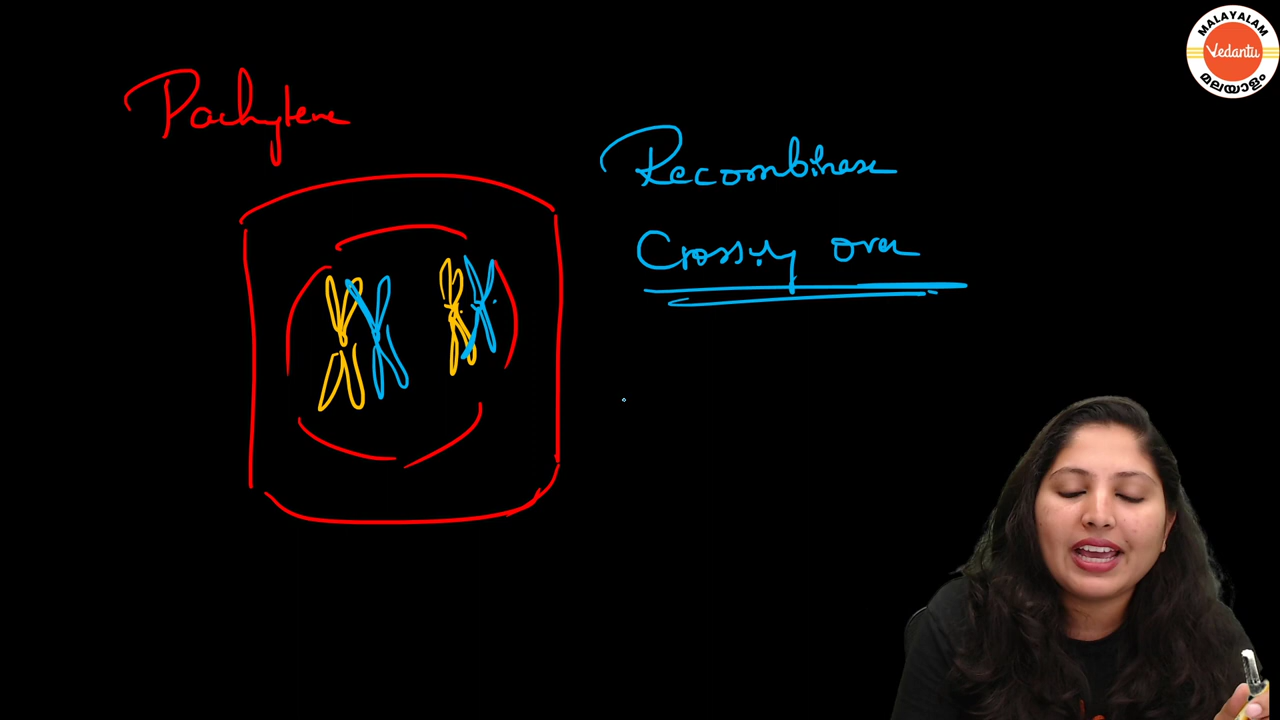 Pachytene
Recombinase
Crossing over
MALAYALAM
Vedantu
മലയാളം